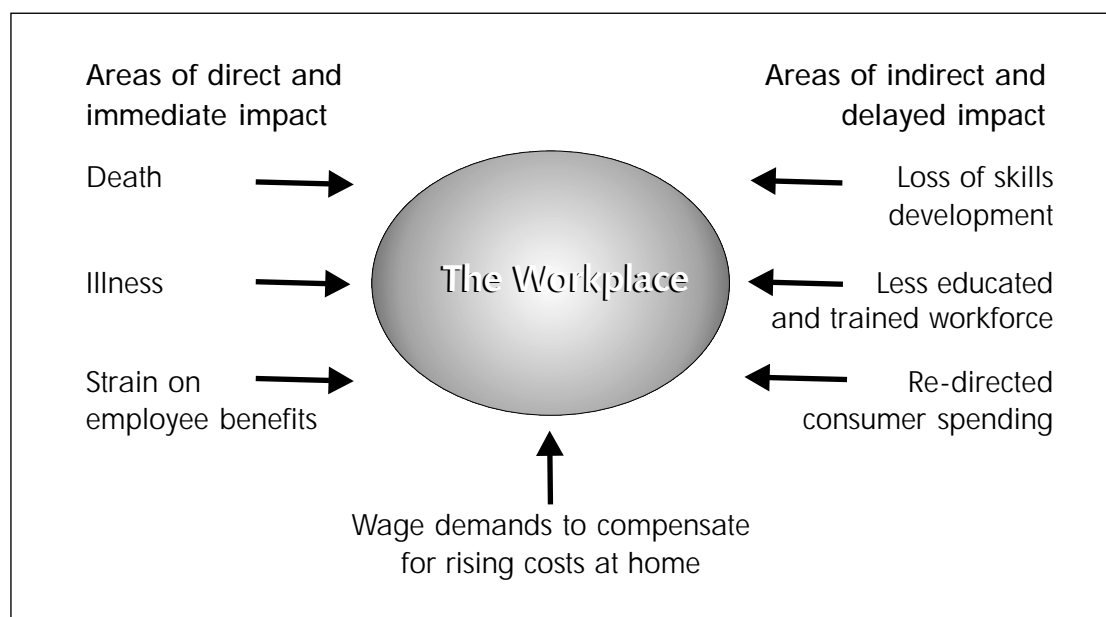 Areas of direct and
immediate impact
Death
Illness
Strain on
employee benefits
The Workplace
Areas of indirect and
delayed impact
Loss of skills
development
Less educated
and trained workforce
Re-directed
consumer spending
Wage demands to compensate
for rising costs at home